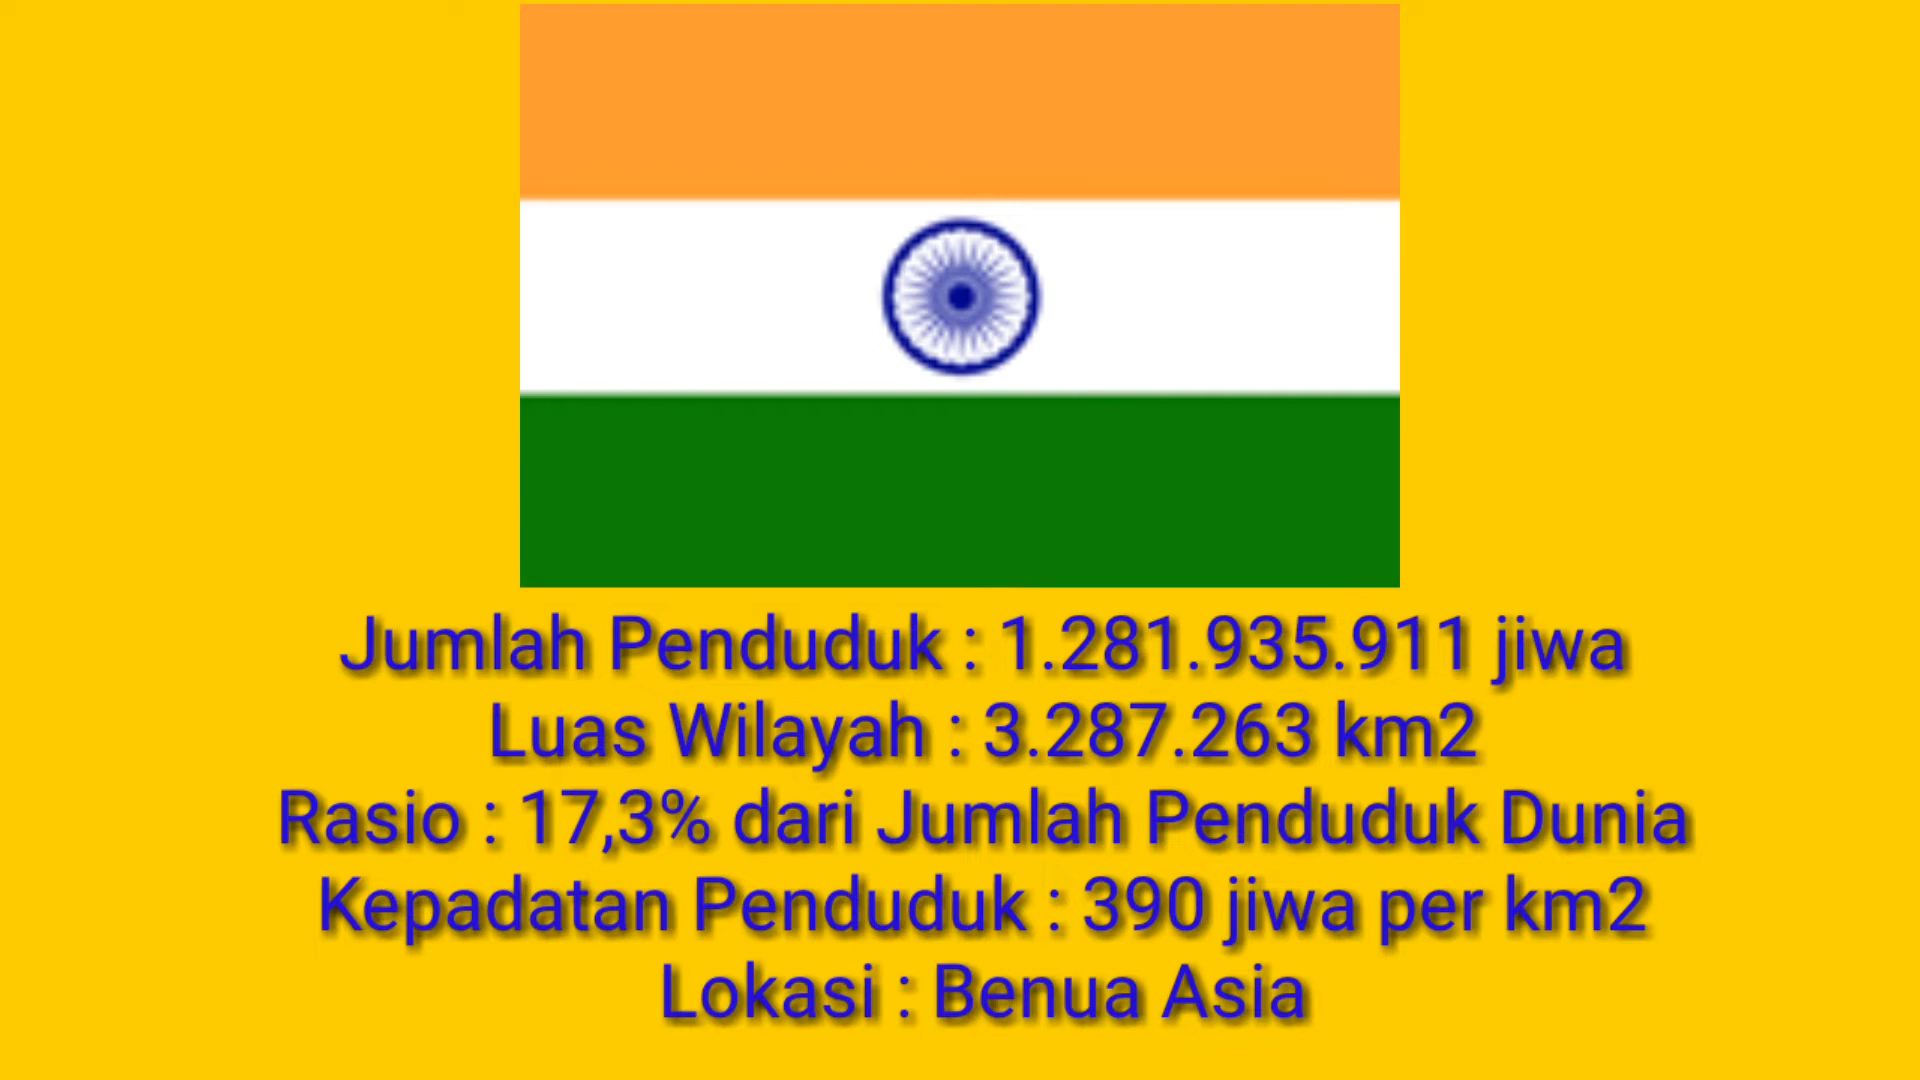 Jumlah Penduduk : 1.281.935.911 jiwa
Luas Wilayah : 3.287.263 km2
Rasio : 17,3% dari Jumlah Penduduk Dunia
Kepadatan Penduduk : 390 jiwa per km2
Lokasi : Benua Asia